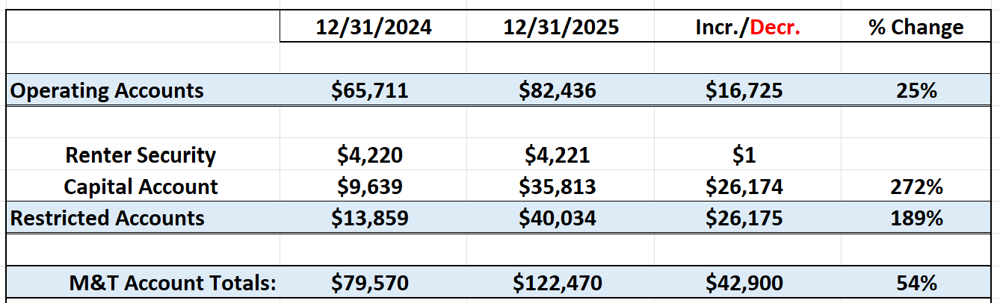 12/31/2024 12/31/2025 Incr./Decr. % Change
Operating Accounts $65,711 $82,436 $16,725 25%
Renter Security $4,220 $4,221 $1
Capital Account $9,639 $35,813 $26,174 272%
Restricted Accounts $13,859 $40,034 $26,175 189%
M&T Account Totals: $79,570 $122,470 $42,900 54%